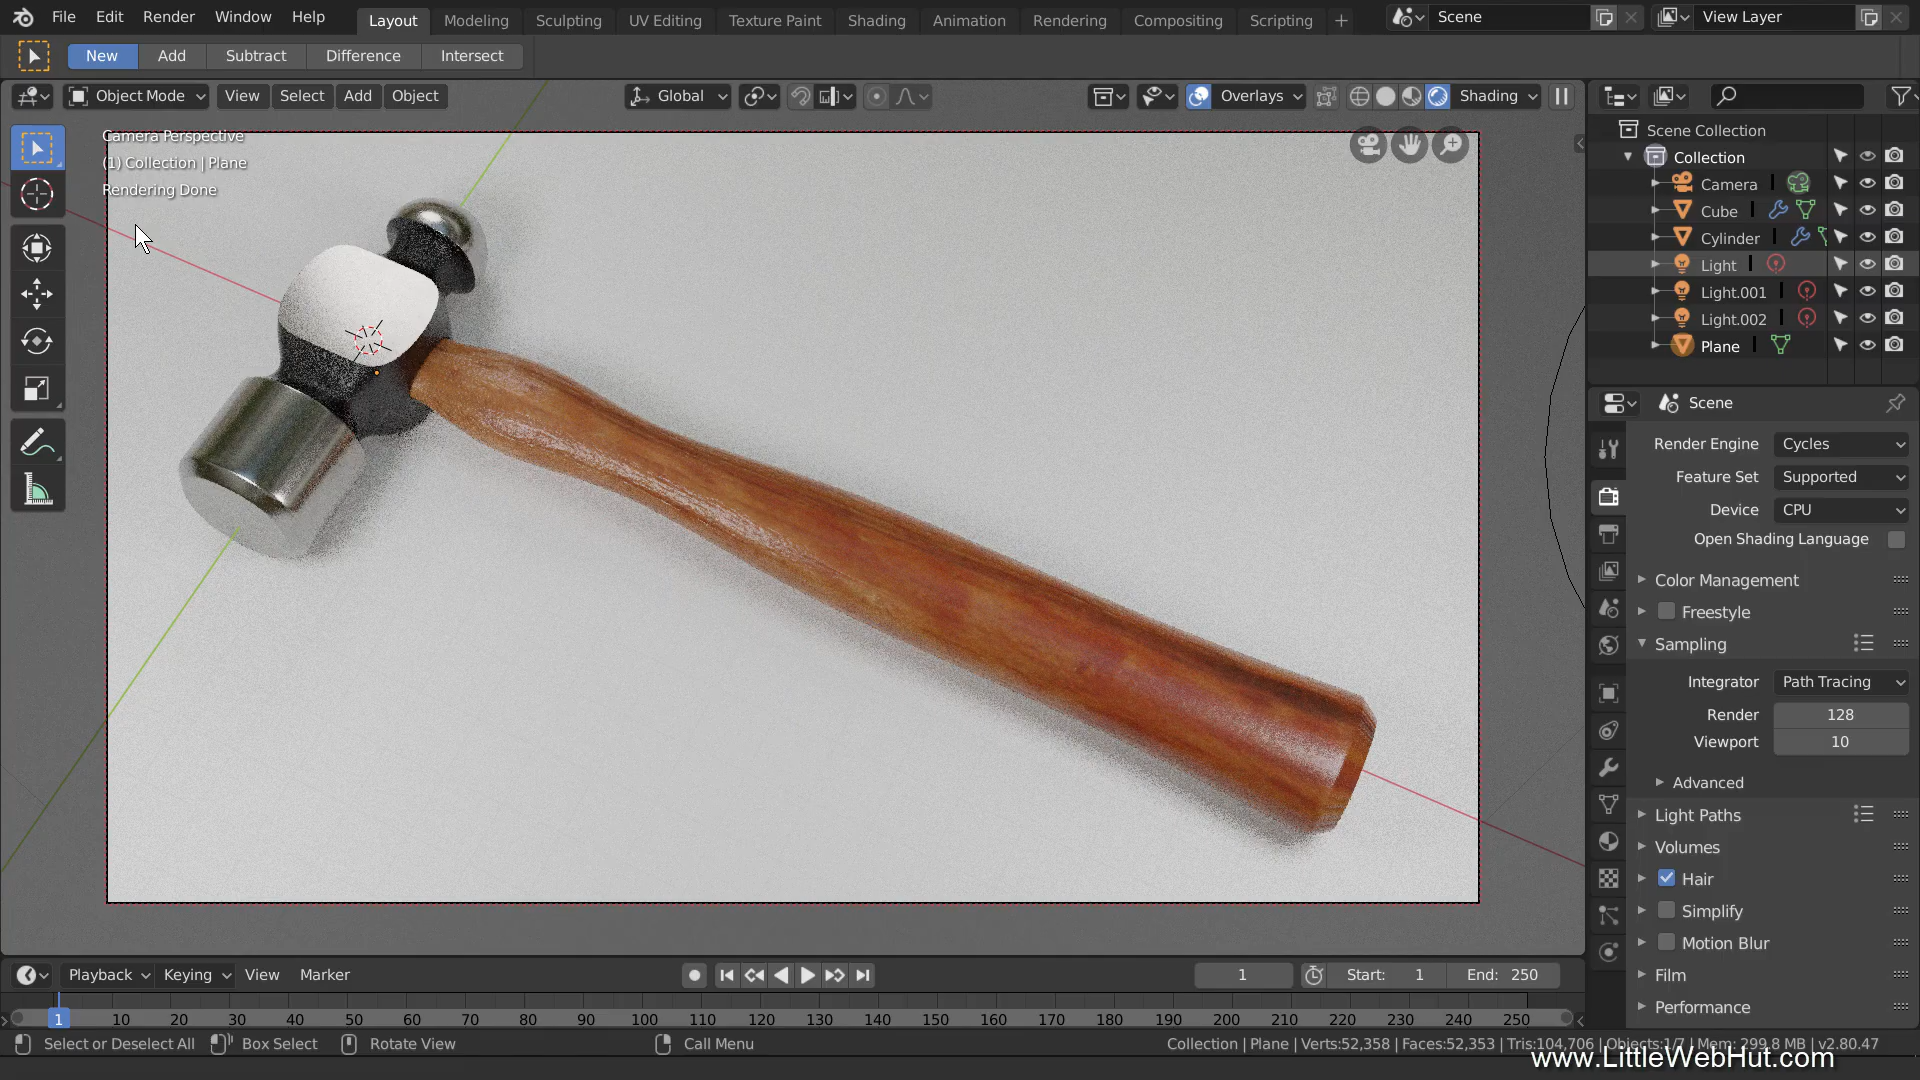 File Edit Render Window Help
Layout Modeling Sculpting UV Editing Texture Paint Shading Animation Rendering Compositing Scripting
Scene
View Layer
New Add Subtract Difference Intersect
Object Mode View Select Add Object
Global
Overlays Shading
Camera Perspective
(1) Collection | Plane
Rendering Done
Scene Collection
Collection
Camera
Cube
Cylinder
Light
Light.001
Light.002
Plane
Scene
Render Engine Cycles
Feature Set Supported
Device CPU
Open Shading Language
Color Management
Freestyle
Sampling
Integrator Path Tracing
Render 128
Viewport 10
Advanced
Light Paths
Volumes
Hair
Simplify
Motion Blur
Film
Performance
Playback Keying View Marker
1 Start: 1 End: 250
1 10 20 30 40 50 60 70 80 90 100 110 120 130 140 150 160 170 180 190 200 210 220 230 240 250
Select or Deselect All Box Select Rotate View Call Menu
Collection | Plane | Verts:52,358 | Faces:52,353 | Tris:104,706 | Objects:1/7 | Mem: 299.8 MB | v2.80.47
www.LittleWebHut.com